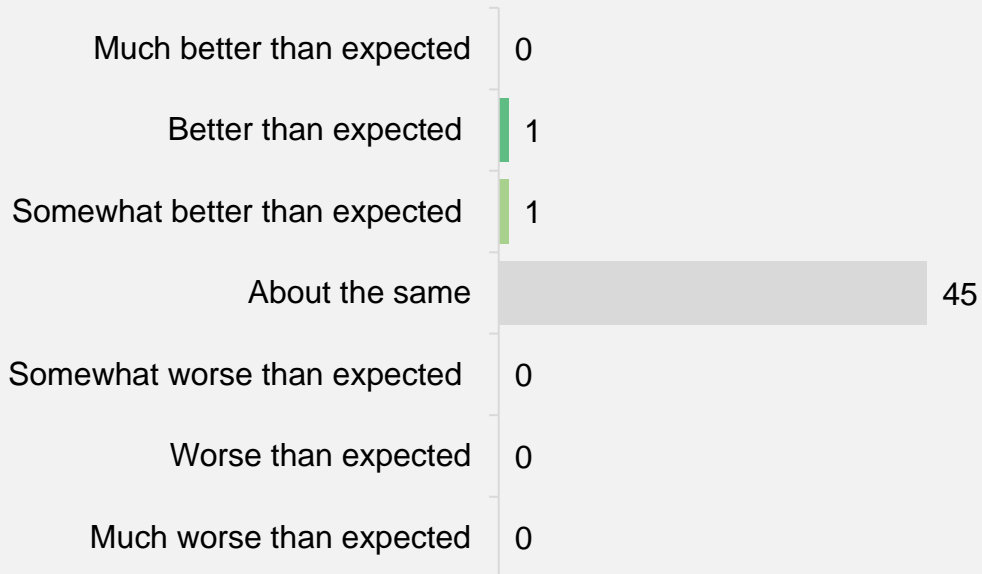 Much better than expected 0
Better than expected 1
Somewhat better than expected 1
About the same 45
Somewhat worse than expected 0
Worse than expected 0
Much worse than expected 0